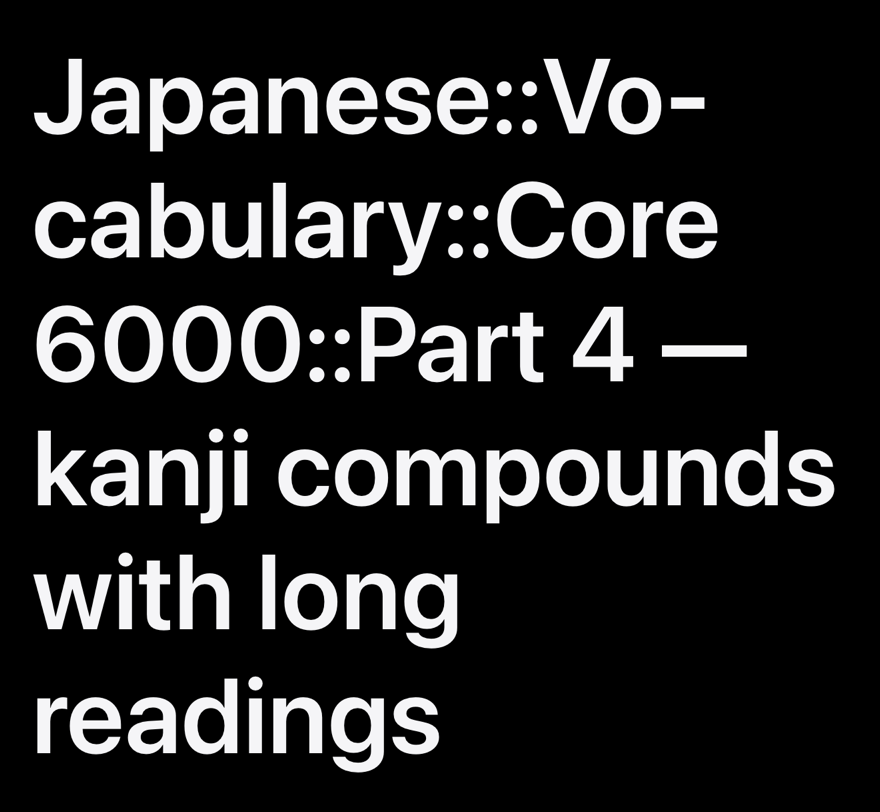 Japanese::Vo-
cabulary::Core
6000::Part 4 —
kanji compounds
with long
readings